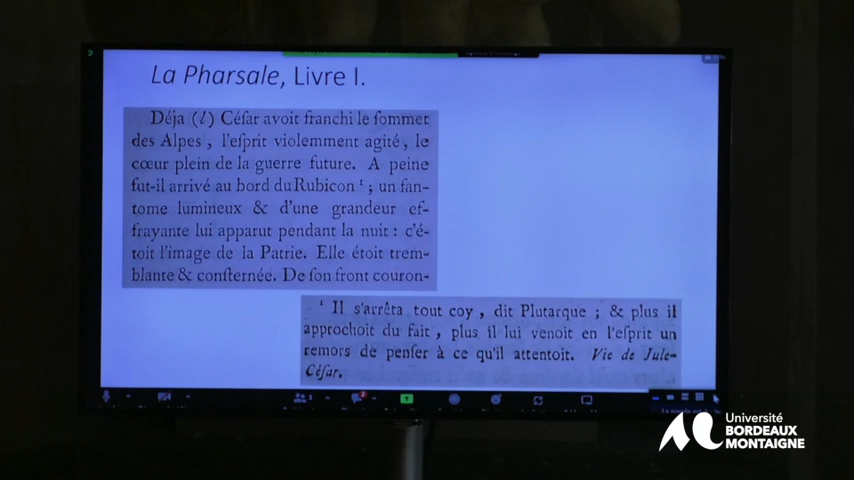 La Pharsale, Livre I.
Déja (l) Céſar avoit franchi le ſommet
des Alpes, l'eſprit violemment agité, le
cœur plein de la guerre future. A peine
fut-il arrivé au bord du Rubicon ¹ ; un fan-
tome lumineux & d'une grandeur ef-
frayante lui apparut pendant la nuit : c'é-
toit l'image de la Patrie. Elle étoit trem-
blante & conſternée. De ſon front couron-
¹ Il s'arrêta tout coy, dit Plutarque ; & plus il
approchoit du fait, plus il lui venoit en l'eſprit un
remors de penſer à ce qu'il attentoit. Vie de Jule-
Céſar.
Université
BORDEAUX
MONTAIGNE